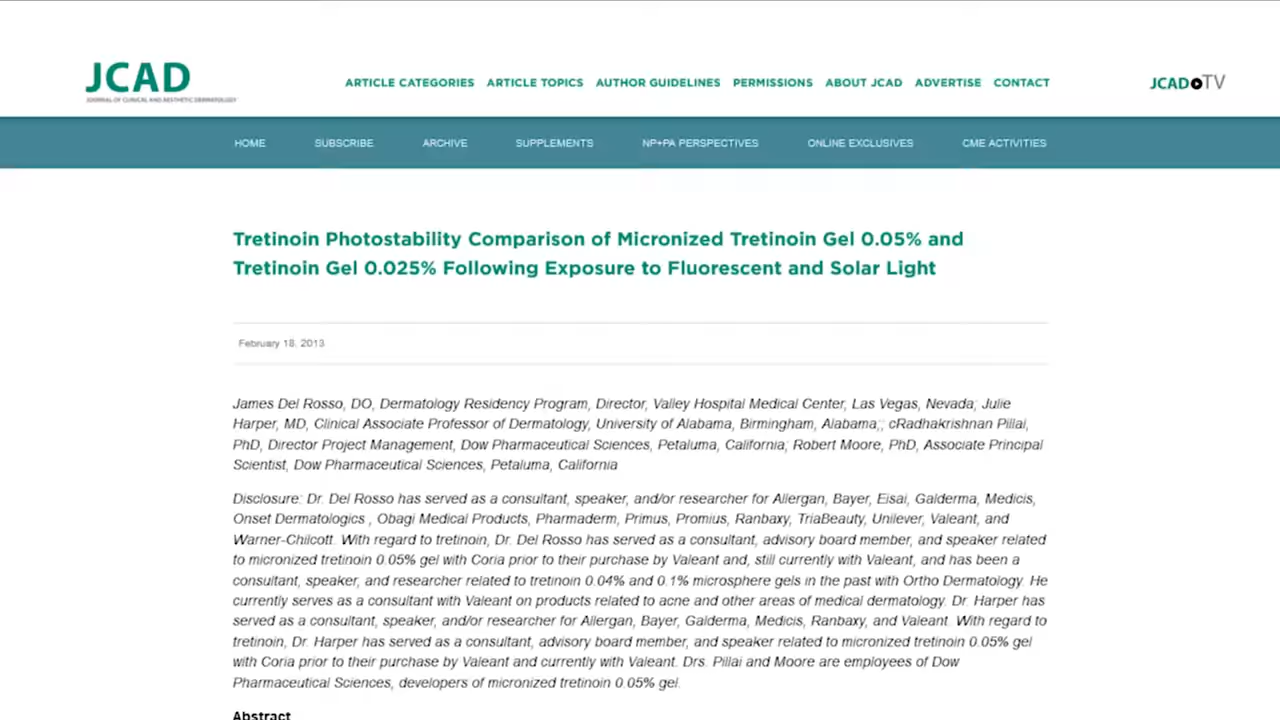 JCAD
JOURNAL OF CLINICAL AND AESTHETIC DERMATOLOGY
ARTICLE CATEGORIES ARTICLE TOPICS AUTHOR GUIDELINES PERMISSIONS ABOUT JCAD ADVERTISE CONTACT
JCAD TV
HOME SUBSCRIBE ARCHIVE SUPPLEMENTS NP+PA PERSPECTIVES ONLINE EXCLUSIVES CME ACTIVITIES
Tretinoin Photostability Comparison of Micronized Tretinoin Gel 0.05% and
Tretinoin Gel 0.025% Following Exposure to Fluorescent and Solar Light
February 18, 2013
James Del Rosso, DO, Dermatology Residency Program, Director, Valley Hospital Medical Center, Las Vegas, Nevada; Julie
Harper, MD, Clinical Associate Professor of Dermatology, University of Alabama, Birmingham, Alabama,; cRadhakrishnan Pillai,
PhD, Director Project Management, Dow Pharmaceutical Sciences, Petaluma, California; Robert Moore, PhD, Associate Principal
Scientist, Dow Pharmaceutical Sciences, Petaluma, California
Disclosure: Dr. Del Rosso has served as a consultant, speaker, and/or researcher for Allergan, Bayer, Eisai, Galderma, Medicis,
Onset Dermatologics , Obagi Medical Products, Pharmaderm, Primus, Promius, Ranbaxy, TriaBeauty, Unilever, Valeant, and
Warner-Chilcott. With regard to tretinoin, Dr. Del Rosso has served as a consultant, advisory board member, and speaker related
to micronized tretinoin 0.05% gel with Coria prior to their purchase by Valeant and, still currently with Valeant, and has been a
consultant, speaker, and researcher related to tretinoin 0.04% and 0.1% microsphere gels in the past with Ortho Dermatology. He
currently serves as a consultant with Valeant on products related to acne and other areas of medical dermatology. Dr. Harper has
served as a consultant, speaker, and/or researcher for Allergan, Bayer, Galderma, Medicis, Ranbaxy, and Valeant. With regard to
tretinoin, Dr. Harper has served as a consultant, advisory board member, and speaker related to micronized tretinoin 0.05% gel
with Coria prior to their purchase by Valeant and currently with Valeant. Drs. Pillai and Moore are employees of Dow
Pharmaceutical Sciences, developers of micronized tretinoin 0.05% gel.
Abstract